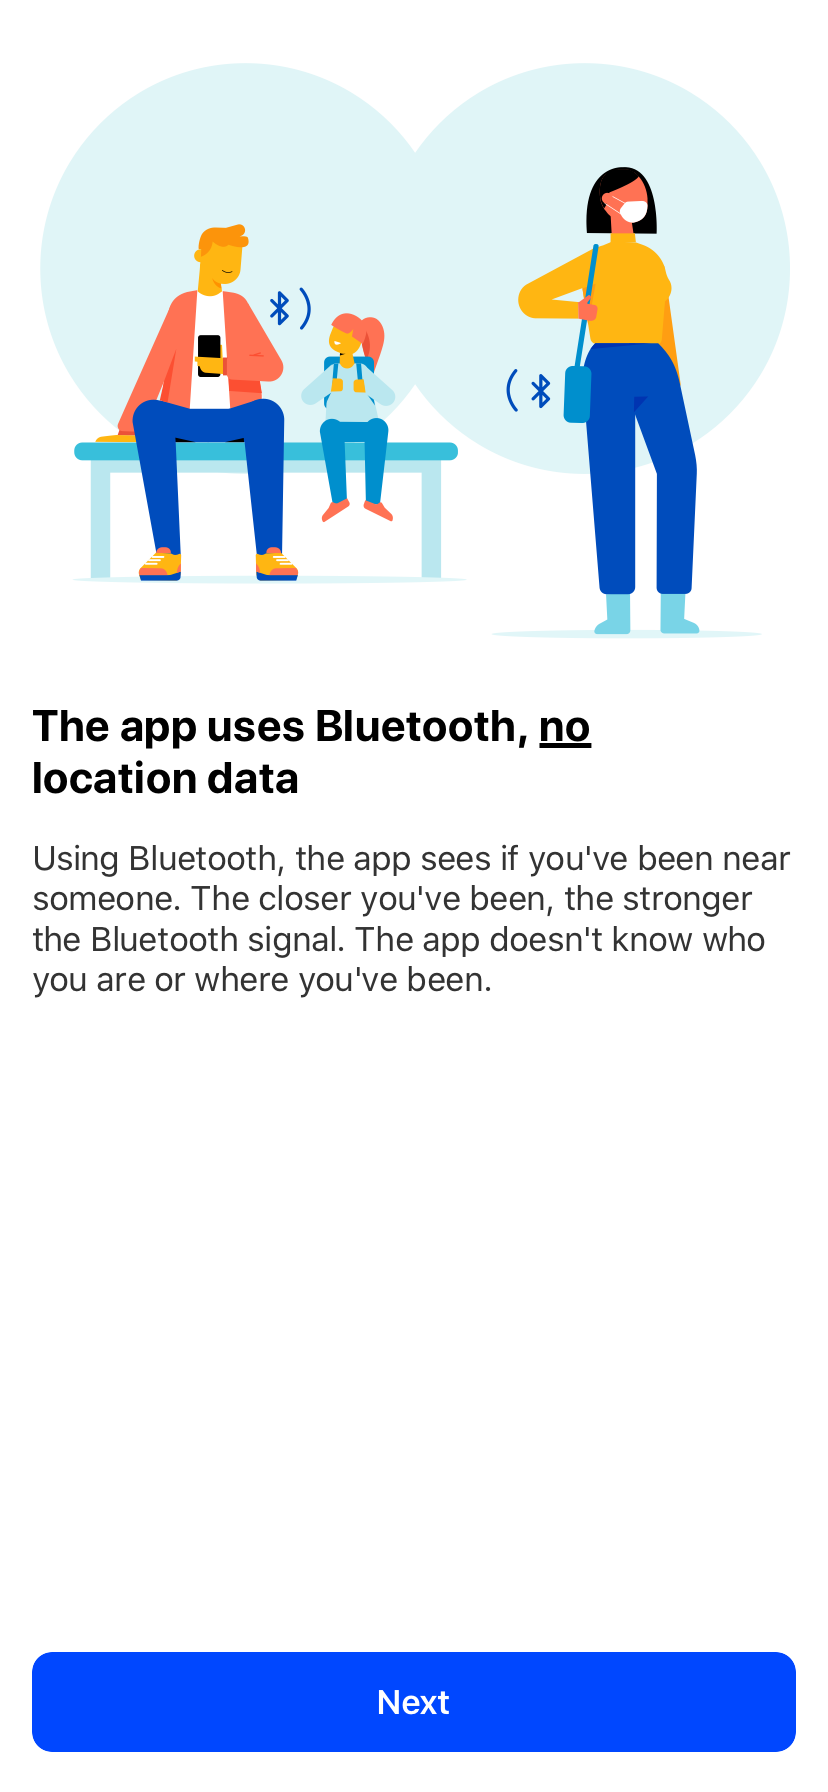 The app uses Bluetooth, no
location data
Using Bluetooth, the app sees if you've been near
someone. The closer you've been, the stronger
the Bluetooth signal. The app doesn't know who
you are or where you've been.
Next